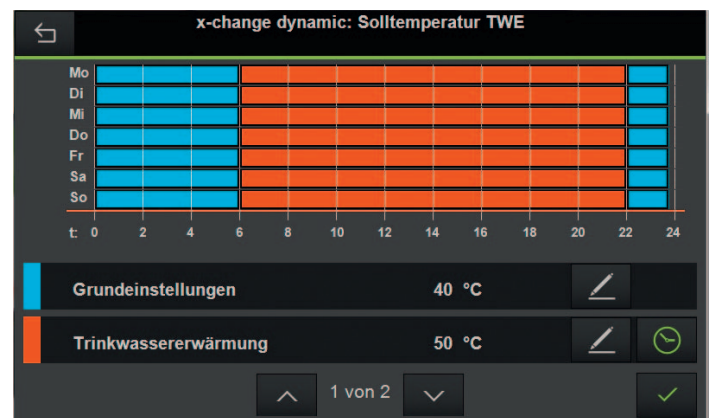 x-change dynamic: Solltemperatur TWE
Mo
Di
Mi
Do
Fr
Sa
So
t: 0 2 4 6 8 10 12 14 16 18 20 22 24
Grundeinstellungen 40 °C
Trinkwassererwärmung 50 °C
1 von 2